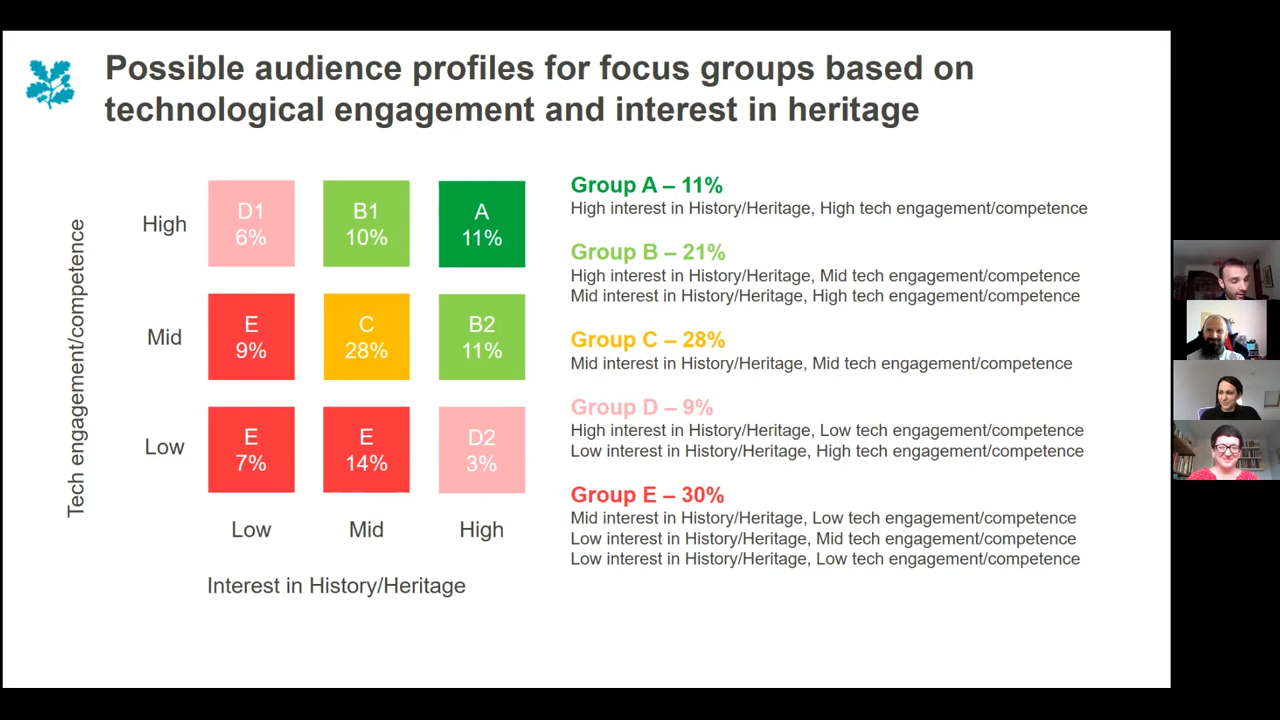 Possible audience profiles for focus groups based on
technological engagement and interest in heritage
Tech engagement/competence
High
D1
6%
B1
10%
A
11%
Mid
E
9%
C
28%
B2
11%
Low
E
7%
E
14%
D2
3%
Low
Mid
High
Interest in History/Heritage
Group A – 11%
High interest in History/Heritage, High tech engagement/competence
Group B – 21%
High interest in History/Heritage, Mid tech engagement/competence
Mid interest in History/Heritage, High tech engagement/competence
Group C – 28%
Mid interest in History/Heritage, Mid tech engagement/competence
Group D – 9%
High interest in History/Heritage, Low tech engagement/competence
Low interest in History/Heritage, High tech engagement/competence
Group E – 30%
Mid interest in History/Heritage, Low tech engagement/competence
Low interest in History/Heritage, Mid tech engagement/competence
Low interest in History/Heritage, Low tech engagement/competence